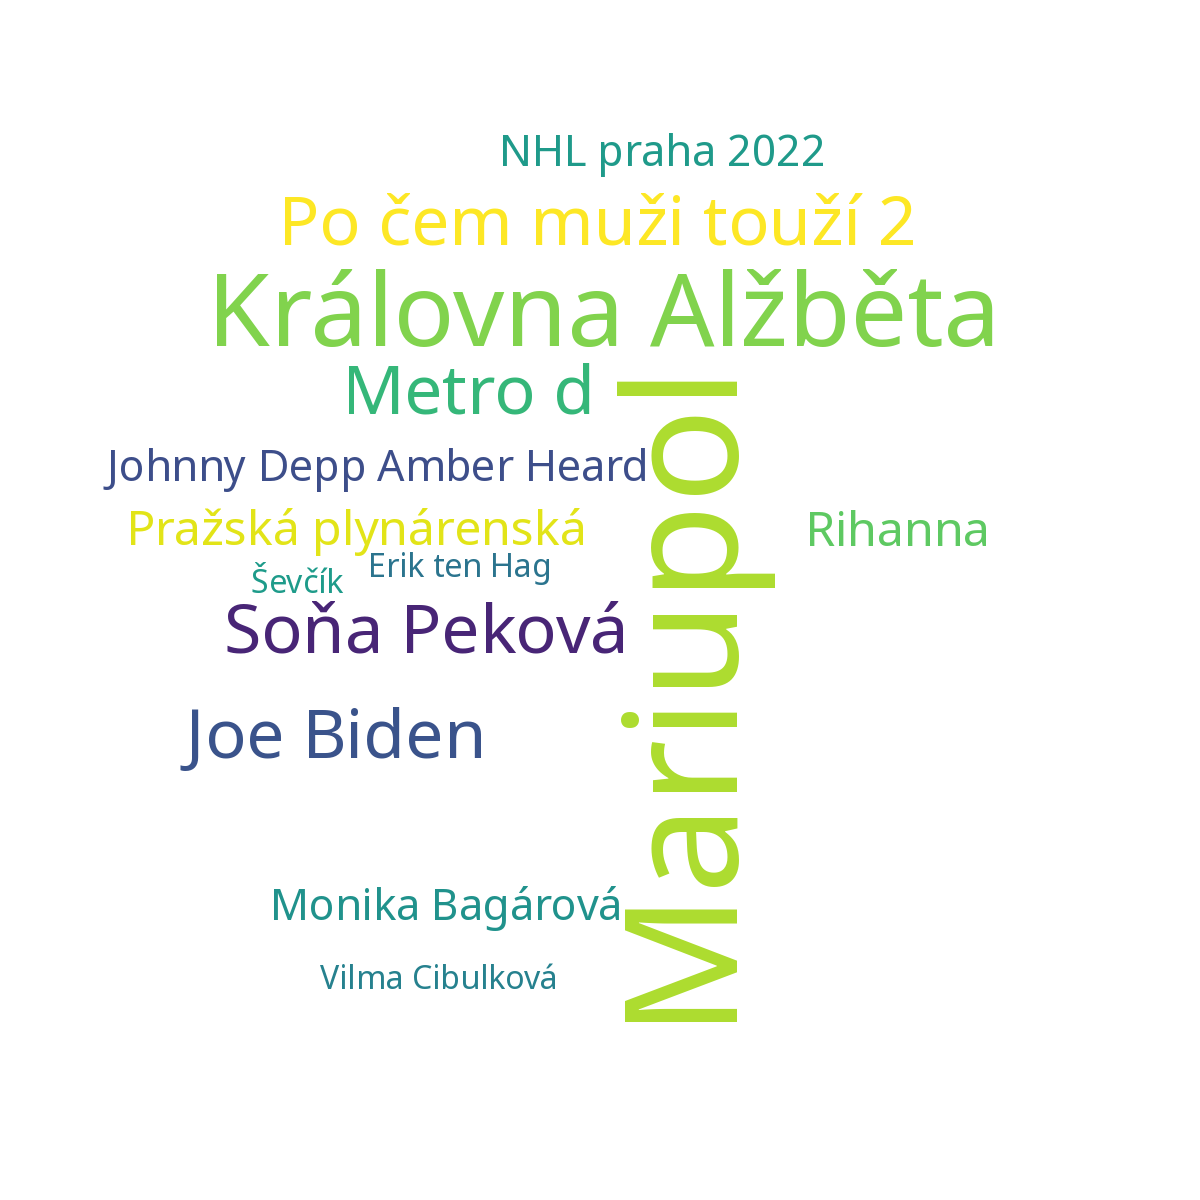 NHL praha 2022
Po čem muži touží 2
Královna Alžběta
Metro d
Mariupol
Johnny Depp Amber Heard
Pražská plynárenská
Rihanna
Erik ten Hag
Ševčík
Soňa Peková
Joe Biden
Monika Bagárová
Vilma Cibulková